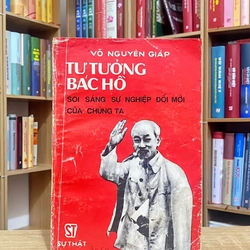 VÕ NGUYÊN GIÁP
TƯ TƯỞNG
BÁC HỒ
SOI SÁNG SỰ NGHIỆP ĐỔI MỚI
CỦA CHÚNG TA
ST
SỰ THẬT